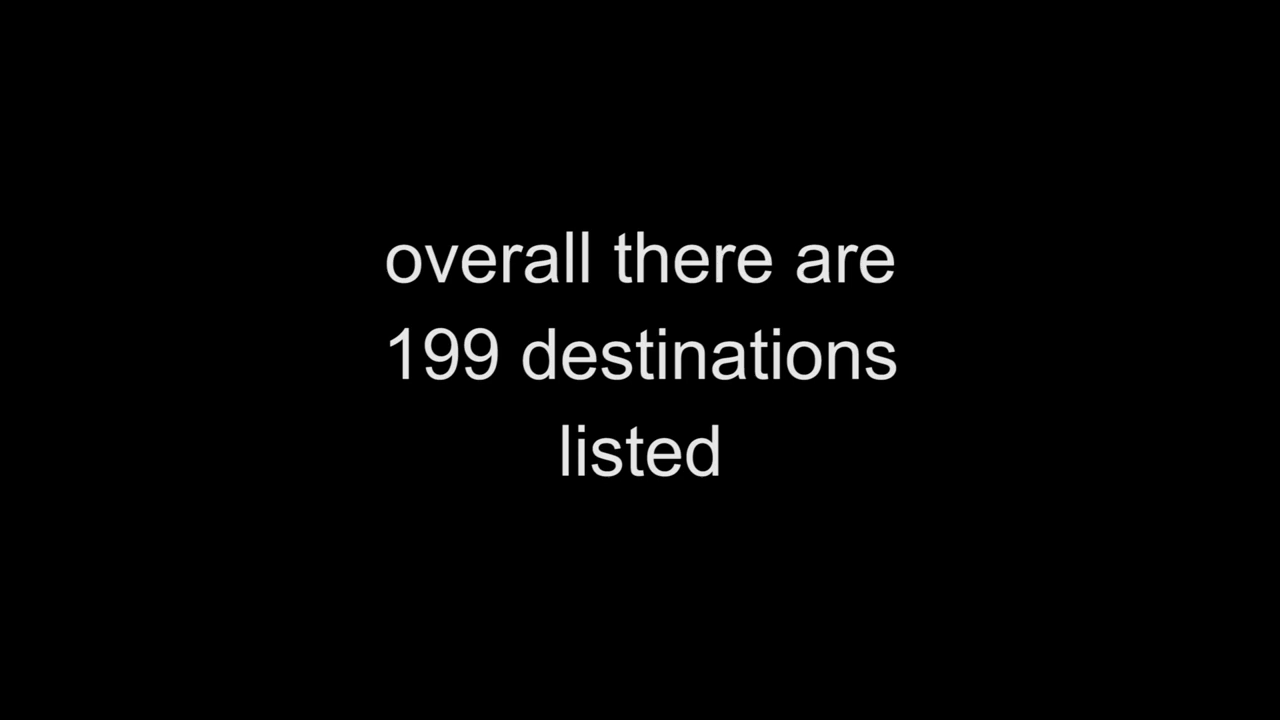 overall there are
199 destinations
listed